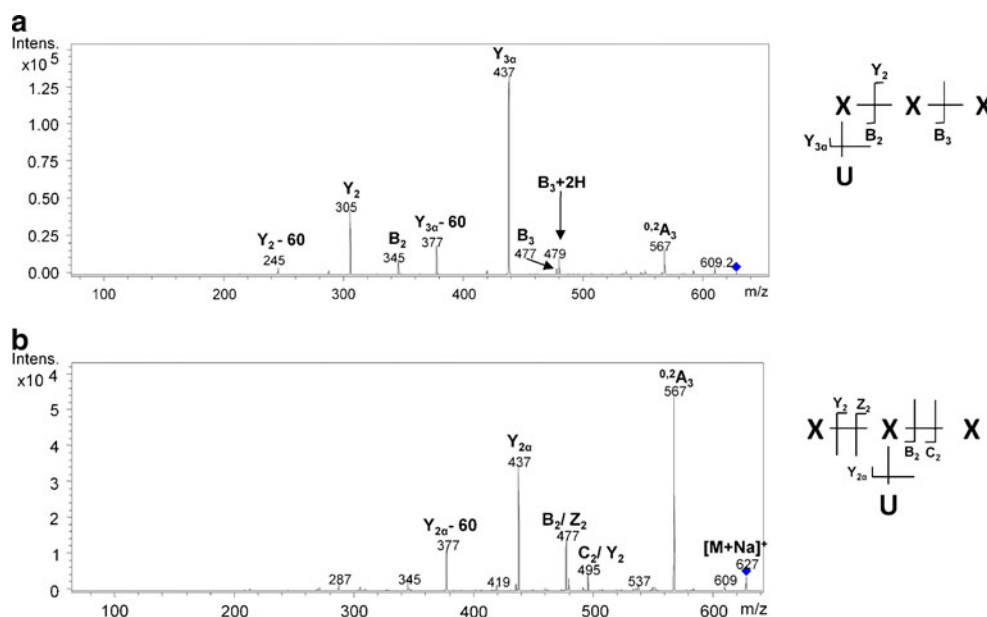 a
Intens.
x10 5
1.25
1.00
0.75
0.50
0.25
0.00
Y2 - 60
245
Y2
305
B2
345
Y3α- 60
377
Y3α
437
B3
477
B3+2H
479
0,2A3
567
609.2
100 200 300 400 500 600 m/z
Y2
X X X
Y3α B2 B3
U
b
Intens.
x10 4
5
4
3
2
1
0
287
345
Y2α- 60
377
419
Y2α
437
B2/ Z2
477
C2/ Y2
495
537
0,2A3
567
609
[M+Na]+
627
100 200 300 400 500 600 m/z
Y2 Z2
X X X
B2 C2
Y2α
U